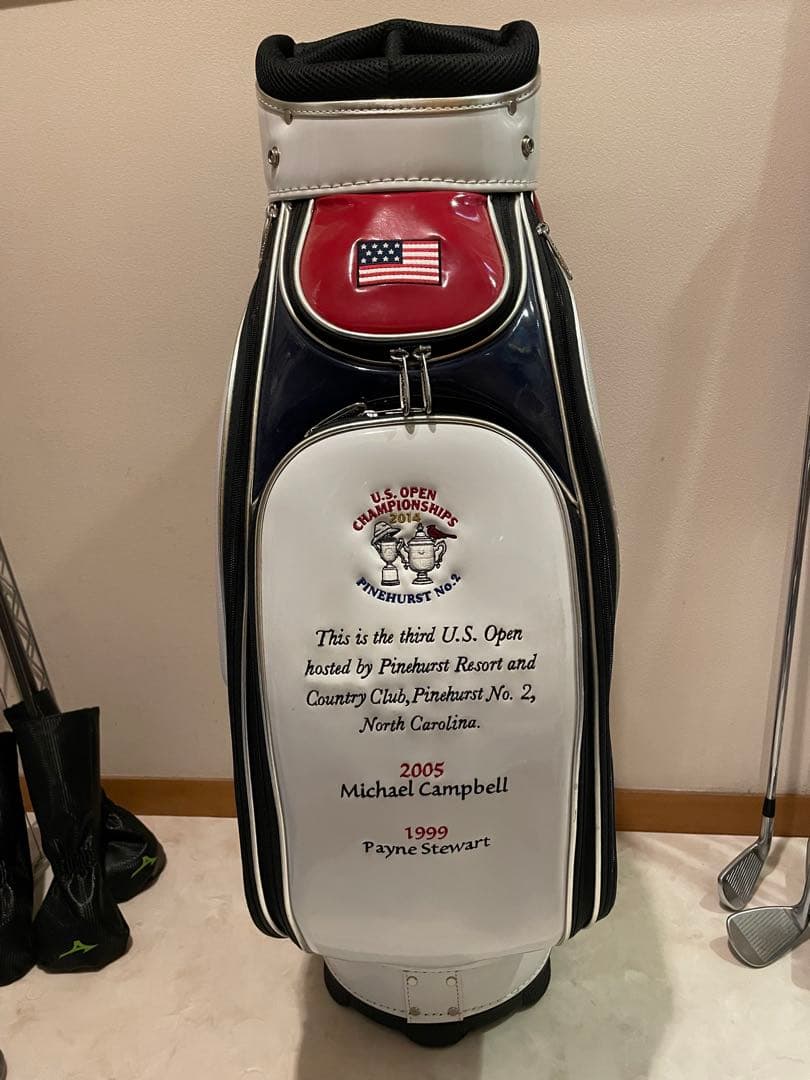 U.S. OPEN
CHAMPIONSHIPS
2014
PINEHURST No.2
This is the third U.S. Open
hosted by Pinehurst Resort and
Country Club, Pinehurst No. 2,
North Carolina.
2005
Michael Campbell
1999
Payne Stewart